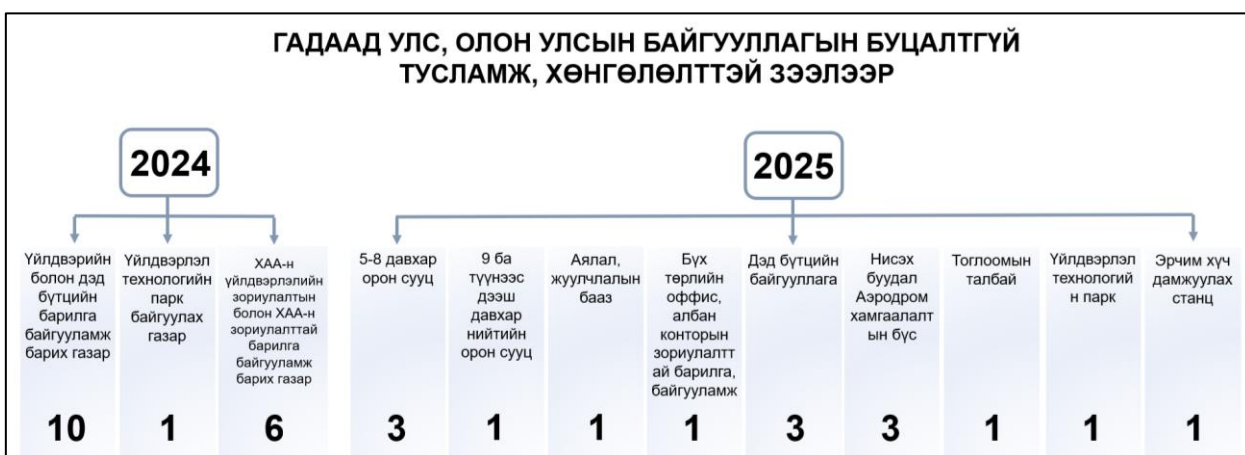 ГАДААД УЛС, ОЛОН УЛСЫН БАЙГУУЛЛАГЫН БУЦАЛТГҮЙ
ТУСЛАМЖ, ХӨНГӨЛӨЛТТЭЙ ЗЭЭЛЭЭР
2024
Үйлдвэрийн
болон дэд
бүтцийн
барилга
байгууламж
барих газар
10
Үйлдвэрлэл
технологийн
парк
байгуулах
газар
1
ХАА-н
үйлдвэрлэлийн
зориулалтын
болон ХАА-н
зориулалттай
барилга
байгууламж
барих газар
6
2025
5-8 давхар
орон сууц
3
9 ба
түүнээс
дээш
давхар
нийтийн
орон сууц
1
Аялал,
жуулчлалын
бааз
1
Бүх
төрлийн
оффис,
албан
конторын
зориулалтт
ай барилга,
байгууламж
1
Дэд бүтцийн
байгууллага
3
Нисэх
буудал
Аэродром
хамгаалалт
ын бүс
3
Тоглоомын
талбай
1
Үйлдвэрлэл
технологий
н парк
1
Эрчим хүч
дамжуулах
станц
1